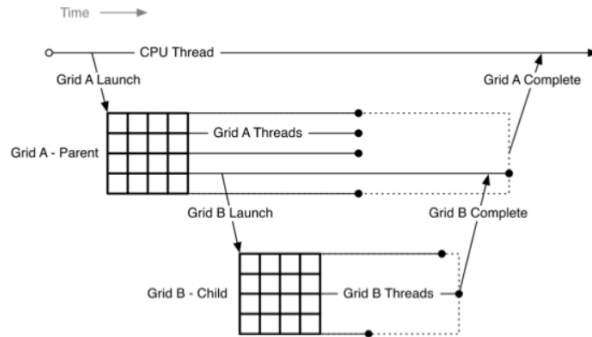 Time
CPU Thread
Grid A Launch
Grid A Complete
Grid A Threads
Grid A - Parent
Grid B Launch
Grid B Complete
Grid B - Child
Grid B Threads